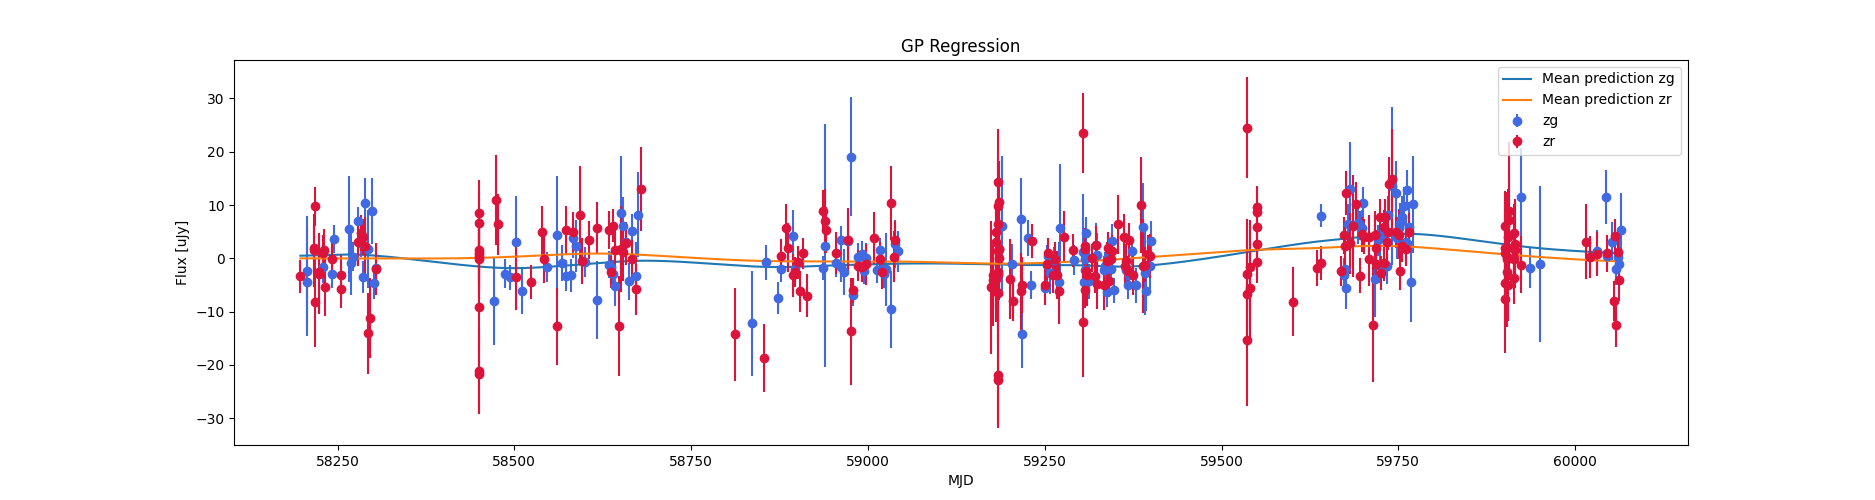 GP Regression
Flux [uJy]
30
20
10
0
−10
−20
−30
58250
58500
58750
59000
59250
59500
59750
60000
MJD
Mean prediction zg
Mean prediction zr
zg
zr